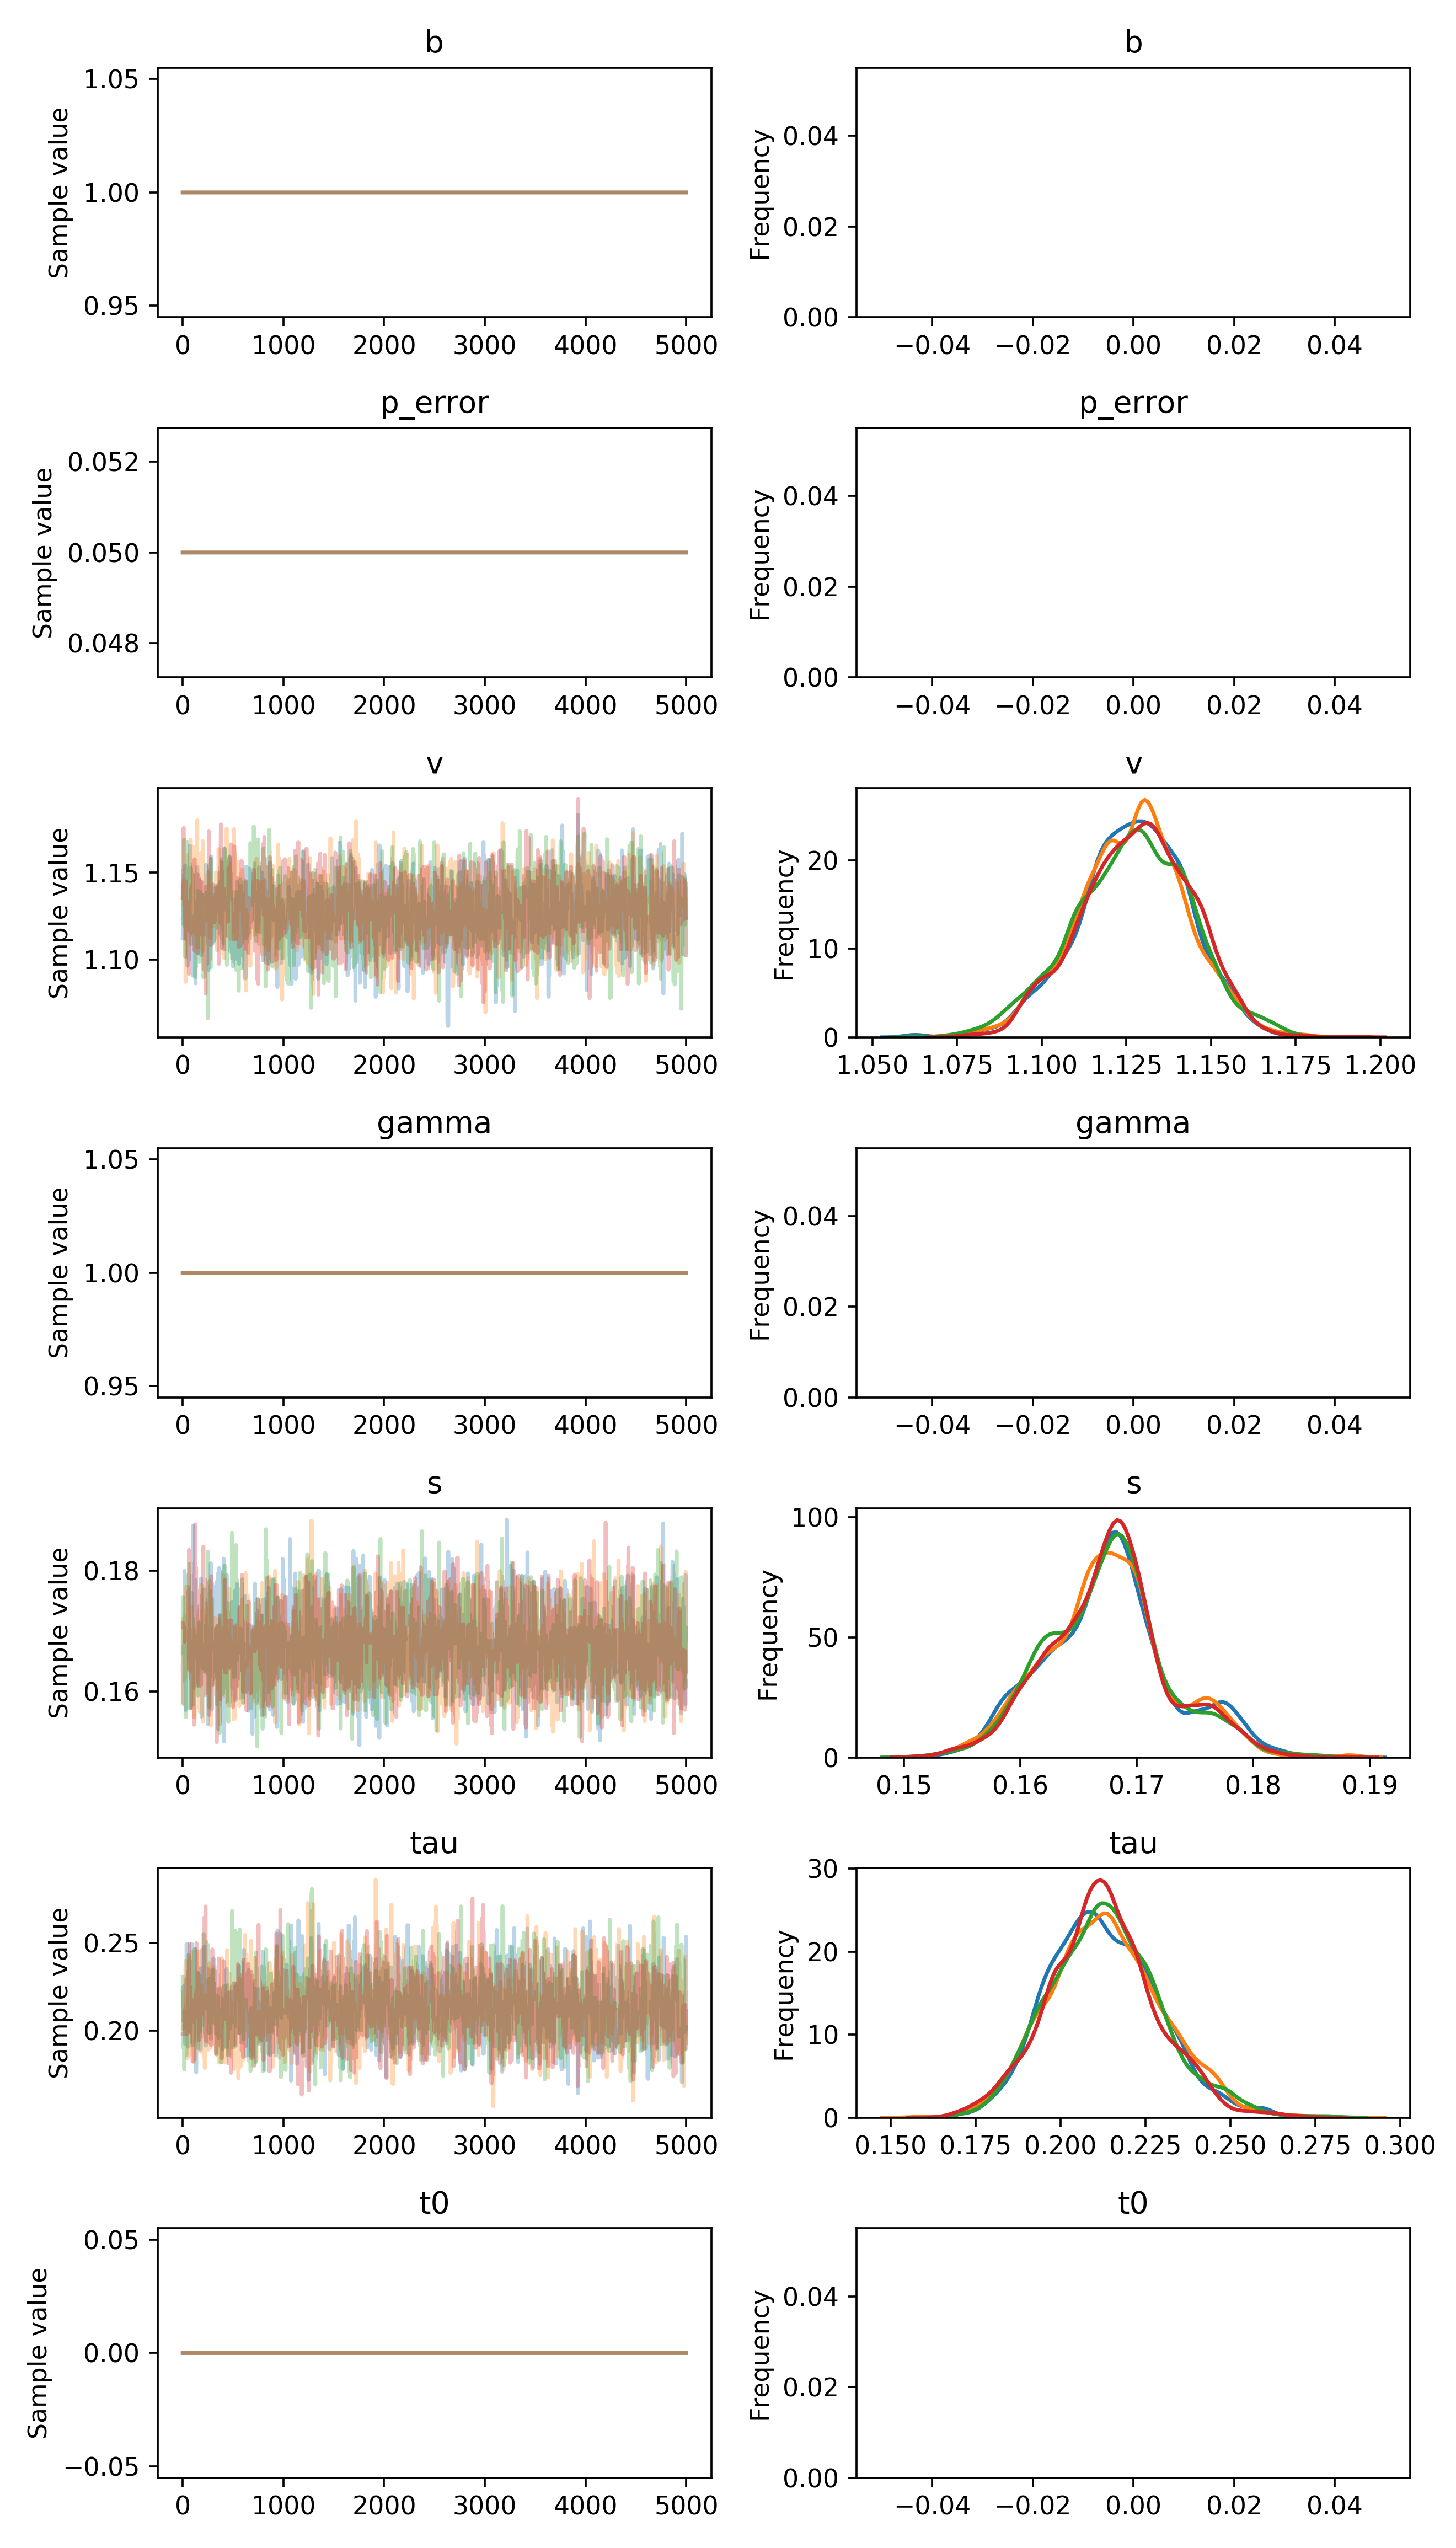 b
b
Sample value
1.05
1.00
0.95
0 1000 2000 3000 4000 5000
Frequency
0.04
0.02
0.00
−0.04 −0.02 0.00 0.02 0.04
p_error
p_error
Sample value
0.052
0.050
0.048
0 1000 2000 3000 4000 5000
Frequency
0.04
0.02
0.00
−0.04 −0.02 0.00 0.02 0.04
v
v
Sample value
1.15
1.10
0 1000 2000 3000 4000 5000
Frequency
20
10
0
1.050 1.075 1.100 1.125 1.150 1.175 1.200
gamma
gamma
Sample value
1.05
1.00
0.95
0 1000 2000 3000 4000 5000
Frequency
0.04
0.02
0.00
−0.04 −0.02 0.00 0.02 0.04
s
s
Sample value
0.18
0.16
0 1000 2000 3000 4000 5000
Frequency
100
50
0
0.15 0.16 0.17 0.18 0.19
tau
tau
Sample value
0.25
0.20
0 1000 2000 3000 4000 5000
Frequency
30
20
10
0
0.150 0.175 0.200 0.225 0.250 0.275 0.300
t0
t0
Sample value
0.05
0.00
−0.05
0 1000 2000 3000 4000 5000
Frequency
0.04
0.02
0.00
−0.04 −0.02 0.00 0.02 0.04